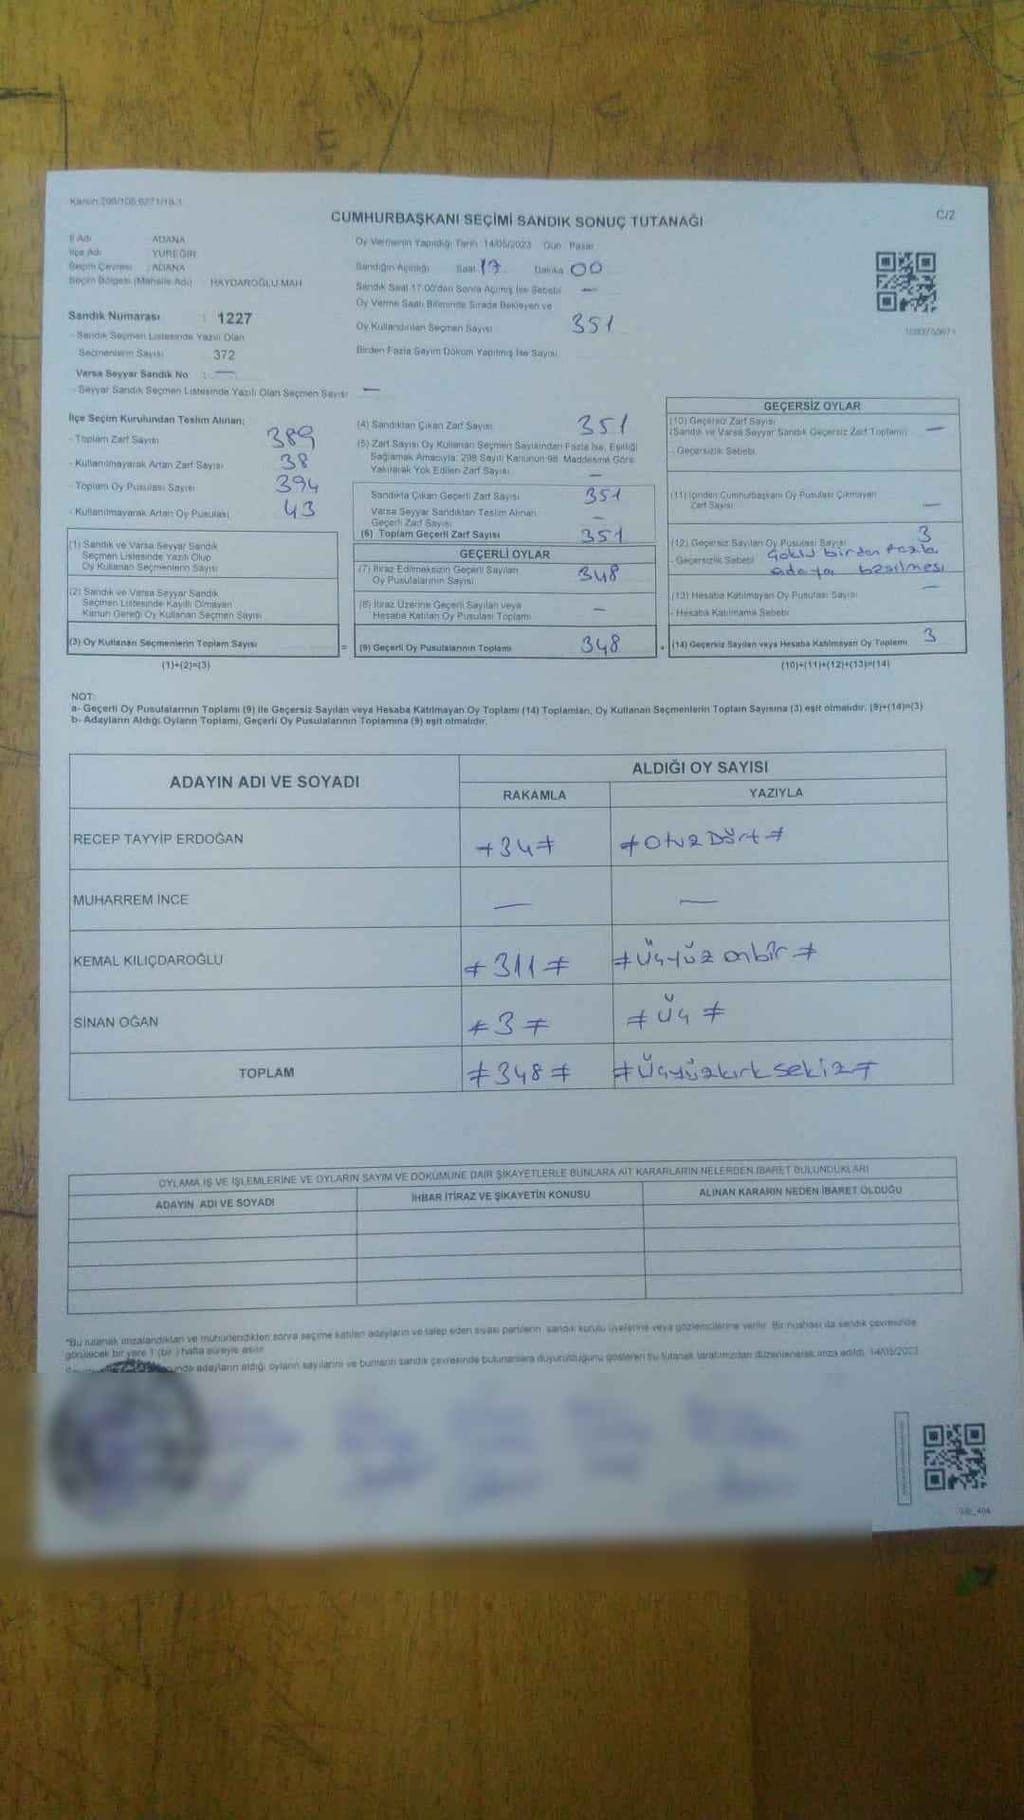 Kanun:298/106,6271/18-1
CUMHURBAŞKANI SEÇİMİ SANDIK SONUÇ TUTANAĞI
C/2
İl Adı : ADANA
İlçe Adı : YÜREĞİR
Seçim Çevresi : ADANA
Seçim Bölgesi (Mahalle Adı) : HAYDAROĞLU MAH
Oy Vermenin Yapıldığı Tarih 14/05/2023 Gün Pazar
Sandığın Açıldığı Saat 17 Dakika 00
Sandık Saat 17:00'den Sonra Açılmış İse Sebebi —
Oy Verme Saati Bitiminde Sırada Bekleyen ve
Oy Kullandırılan Seçmen Sayısı 351
Birden Fazla Sayım Döküm Yapılmış İse Sayısı
Sandık Numarası : 1227
- Sandık Seçmen Listesinde Yazılı Olan
Seçmenlerin Sayısı 372
Varsa Seyyar Sandık No : —
- Seyyar Sandık Seçmen Listesinde Yazılı Olan Seçmen Sayısı —
İlçe Seçim Kurulundan Teslim Alınan:
- Toplam Zarf Sayısı 389
- Kullanılmayarak Artan Zarf Sayısı 38
- Toplam Oy Pusulası Sayısı 394
- Kullanılmayarak Artan Oy Pusulası 43
(1) Sandık ve Varsa Seyyar Sandık
Seçmen Listesinde Yazılı Olup
Oy Kullanan Seçmenlerin Sayısı
(2) Sandık ve Varsa Seyyar Sandık
Seçmen Listesinde Kayıtlı Olmayan
Kanun Gereği Oy Kullanan Seçmen Sayısı
(3) Oy Kullanan Seçmenlerin Toplam Sayısı
(1)+(2)=(3)
(4) Sandıktan Çıkan Zarf Sayısı 351
(5) Zarf Sayısı Oy Kullanan Seçmen Sayısından Fazla İse, Eşitliği
Sağlamak Amacıyla, 298 Sayılı Kanunun 98. Maddesine Göre
Yakılarak Yok Edilen Zarf Sayısı —
Sandıkta Çıkan Geçerli Zarf Sayısı 351
Varsa Seyyar Sandıktan Teslim Alınan
Geçerli Zarf Sayısı —
(6) Toplam Geçerli Zarf Sayısı 351
GEÇERLİ OYLAR
(7) İtiraz Edilmeksizin Geçerli Sayılan
Oy Pusulalarının Sayısı 348
(8) İtiraz Üzerine Geçerli Sayılan veya
Hesaba Katılan Oy Pusulası Toplamı —
= (9) Geçerli Oy Pusulalarının Toplamı 348
GEÇERSİZ OYLAR
(10) Geçersiz Zarf Sayısı
(Sandık ve Varsa Seyyar Sandık Geçersiz Zarf Toplamı) —
- Geçersizlik Sebebi
(11) İçinden Cumhurbaşkanı Oy Pusulası Çıkmayan
Zarf Sayısı —
(12) Geçersiz Sayılan Oy Pusulası Sayısı 3
- Geçersizlik Sebebi Çoklu birden fazla
adaya basılması
(13) Hesaba Katılmayan Oy Pusulası Sayısı —
- Hesaba Katılmama Sebebi
+ (14) Geçersiz Sayılan veya Hesaba Katılmayan Oy Toplamı 3
(10)+(11)+(12)+(13)=(14)
NOT:
a- Geçerli Oy Pusulalarının Toplamı (9) ile Geçersiz Sayılan veya Hesaba Katılmayan Oy Toplamı (14) Toplamları, Oy Kullanan Seçmenlerin Toplam Sayısına (3) eşit olmalıdır. (9)+(14)=(3)
b- Adayların Aldığı Oyların Toplamı, Geçerli Oy Pusulalarının Toplamına (9) eşit olmalıdır.
ADAYIN ADI VE SOYADI
ALDIĞI OY SAYISI
RAKAMLA YAZIYLA
RECEP TAYYİP ERDOĞAN ≠34≠ ≠OtuzDört≠
MUHARREM İNCE — —
KEMAL KILIÇDAROĞLU ≠311≠ ≠Üçyüz onbir≠
SİNAN OĞAN ≠3≠ ≠Üç≠
TOPLAM ≠348≠ ≠Üçyüzkırk sekiz≠
OYLAMA İŞ VE İŞLEMLERİNE VE OYLARIN SAYIM VE DÖKÜMÜNE DAİR ŞİKAYETLERLE BUNLARA AİT KARARLARIN NELERDEN İBARET BULUNDUKLARI
ADAYIN ADI VE SOYADI
İHBAR İTİRAZ VE ŞİKAYETİN KONUSU
ALINAN KARARIN NEDEN İBARET OLDUĞU
*Bu tutanak imzalandıktan ve mühürlendikten sonra seçime katılan adayların ve talep eden siyasi partilerin sandık kurulu üyelerine veya gözlemcilerine verilir. Bir nüshası da sandık çevresinde
görülecek bir yere 1 (bir) hafta süreyle asılır.
adayların aldığı oyların sayılarını ve bunların sandık çevresinde bulunanlara duyurulduğunu gösteren bu tutanak tarafımızdan düzenlenerek imza edildi. 14/05/2023